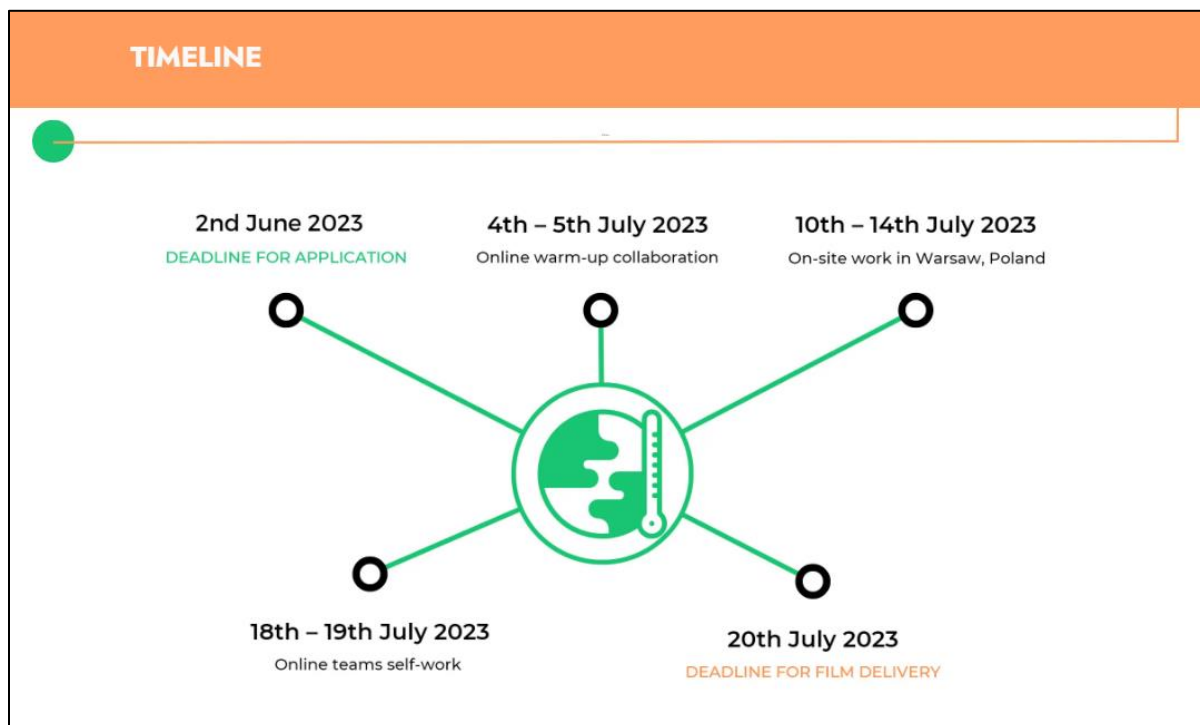 TIMELINE
2nd June 2023
DEADLINE FOR APPLICATION
4th – 5th July 2023
Online warm-up collaboration
10th – 14th July 2023
On-site work in Warsaw, Poland
18th – 19th July 2023
Online teams self-work
20th July 2023
DEADLINE FOR FILM DELIVERY